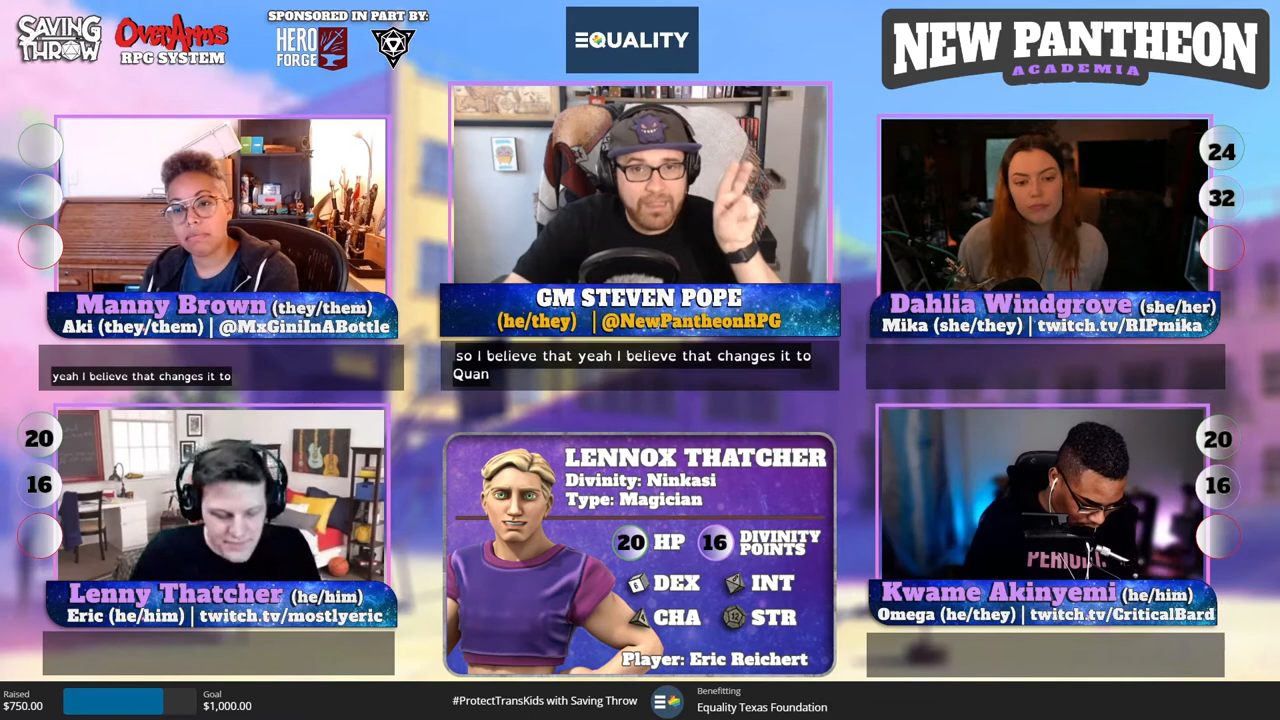 SAVING THROW
OVERARMS
RPG SYSTEM
SPONSORED IN PART BY:
HERO FORGE
EQUALITY
NEW PANTHEON
ACADEMIA
Manny Brown (they/them)
Aki (they/them) | @MxGiniInABottle
yeah I believe that changes it to
GM STEVEN POPE
(he/they) | @NewPantheonRPG
so I believe that yeah I believe that changes it to
Quan
24
32
Dahlia Windgrove (she/her)
Mika (she/they) | twitch.tv/RIPmika
20
16
Lenny Thatcher (he/him)
Eric (he/him) | twitch.tv/mostlyeric
LENNOX THATCHER
Divinity: Ninkasi
Type: Magician
20 HP 16 DIVINITY POINTS
DEX INT
CHA 12 STR
Player: Eric Reichert
20
16
PERIODT.
Kwame Akinyemi (he/him)
Omega (he/they) | twitch.tv/CriticalBard
Raised
$750.00
Goal
$1,000.00
#ProtectTransKids with Saving Throw
Benefitting
Equality Texas Foundation